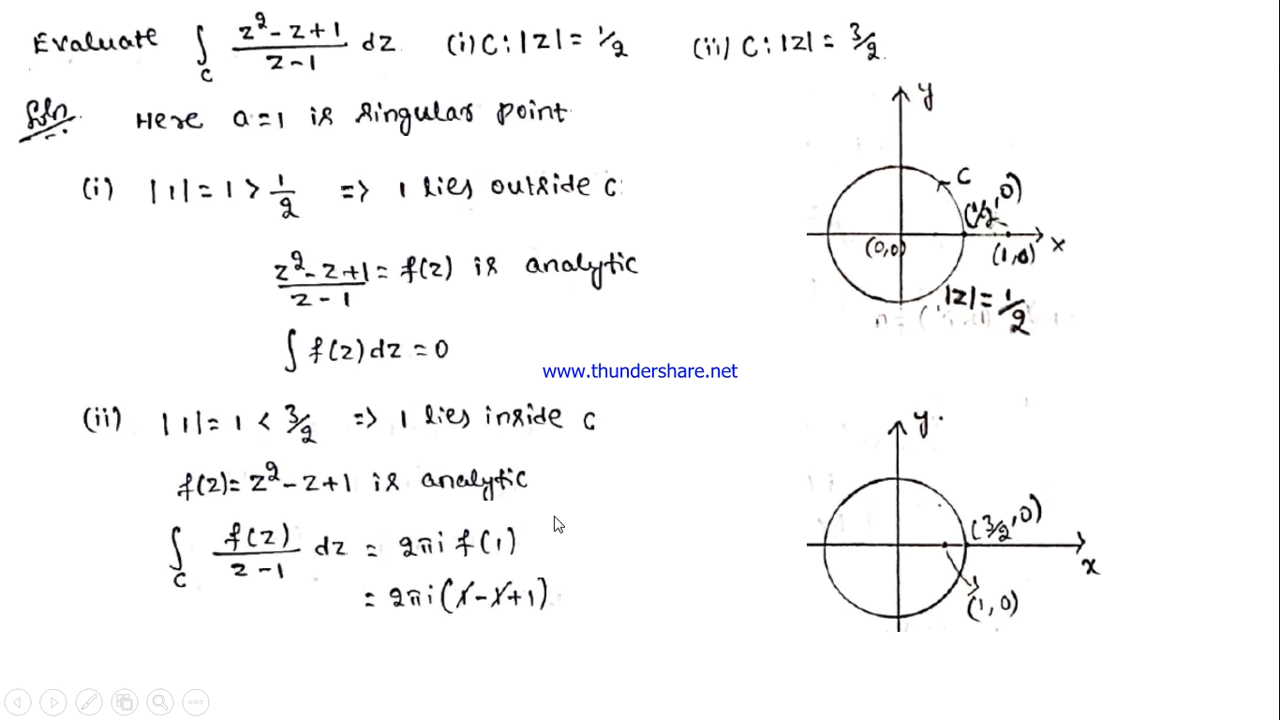 Evaluate ∫_C (z²-z+1)/(z-1) dz (i) C:|z|=1/2 (ii) C:|z|=3/2.
Soln. Here a=1 is singular point
(i) |1|=1>1/2 => 1 lies outside C
(z²-z+1)/(z-1) = f(z) is analytic
∫ f(z)dz = 0
(ii) |1|=1<3/2 => 1 lies inside C
f(z)=z²-z+1 is analytic
∫_C f(z)/(z-1) dz = 2πi f(1)
= 2πi(1-1+1)
y
C
(1/2,0)
(0,0)
(1,0)
x
|z|=1/2
www.thundershare.net
y
(3/2,0)
x
(1,0)